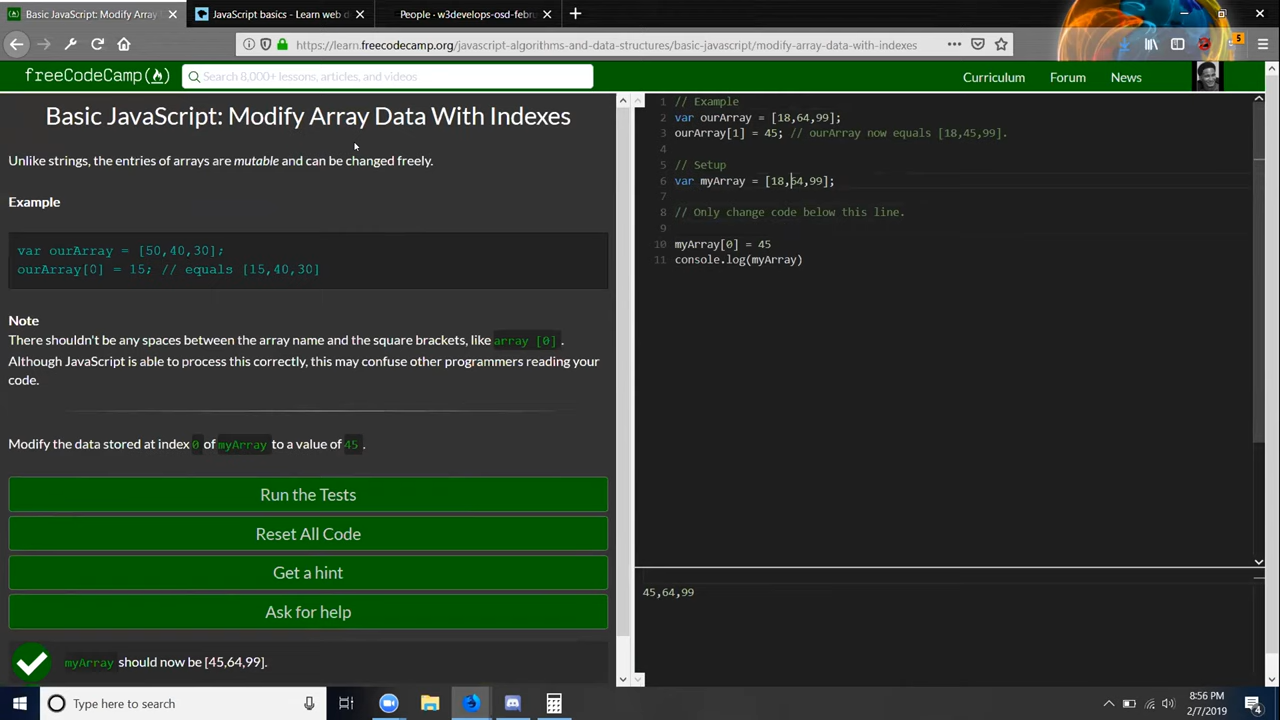 Basic JavaScript: Modify Array
JavaScript basics - Learn web d
People · w3develops-osd-febru
https://learn.freecodecamp.org/javascript-algorithms-and-data-structures/basic-javascript/modify-array-data-with-indexes
5
freeCodeCamp
Search 8,000+ lessons, articles, and videos
Curriculum
Forum
News
Basic JavaScript: Modify Array Data With Indexes
Unlike strings, the entries of arrays are mutable and can be changed freely.
Example
var ourArray = [50,40,30];
ourArray[0] = 15; // equals [15,40,30]
Note
There shouldn't be any spaces between the array name and the square brackets, like array [0] .
Although JavaScript is able to process this correctly, this may confuse other programmers reading your
code.
Modify the data stored at index 0 of myArray to a value of 45 .
Run the Tests
Reset All Code
Get a hint
Ask for help
myArray should now be [45,64,99].
1 // Example
2 var ourArray = [18,64,99];
3 ourArray[1] = 45; // ourArray now equals [18,45,99].
4
5 // Setup
6 var myArray = [18,64,99];
7
8 // Only change code below this line.
9
10 myArray[0] = 45
11 console.log(myArray)
45,64,99
Type here to search
8:56 PM
2/7/2019
4